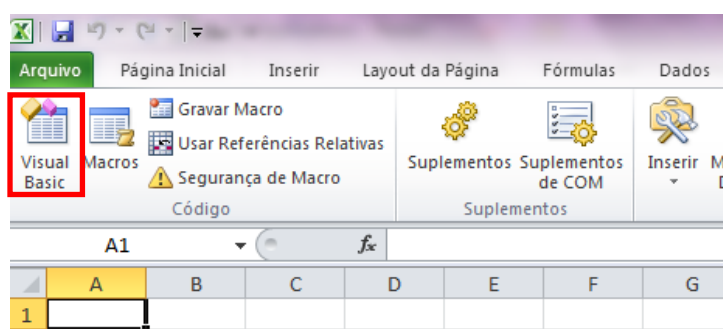 Arquivo Página Inicial Inserir Layout da Página Fórmulas Dados
Visual Basic
Macros
Gravar Macro
Usar Referências Relativas
Segurança de Macro
Código
Suplementos
Suplementos de COM
Suplementos
Inserir
A1
fx
A B C D E F G
1